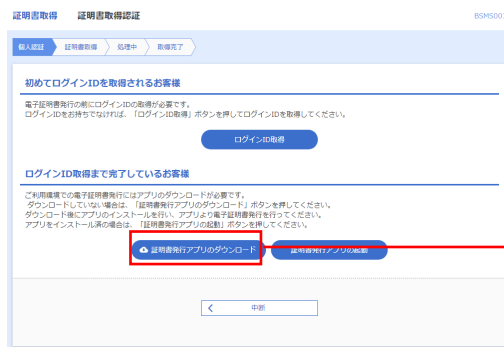 証明書取得 証明書取得認証
BSMS001
個人認証 証明書取得 処理中 取得完了
初めてログインIDを取得されるお客様
電子証明書発行の前にログインIDの取得が必要です。
ログインIDをお持ちでなければ、「ログインID取得」ボタンを押してログインIDを取得してください。
ログインID取得
ログインID取得まで完了しているお客様
ご利用環境での電子証明書発行にはアプリのダウンロードが必要です。
ダウンロードしていない場合は、「証明書発行アプリのダウンロード」ボタンを押してください。
ダウンロード後にアプリのインストールを行い、アプリより電子証明書発行を行ってください。
アプリをインストール済の場合は、「証明書発行アプリの起動」ボタンを押してください。
証明書発行アプリのダウンロード 証明書発行アプリの起動
中断